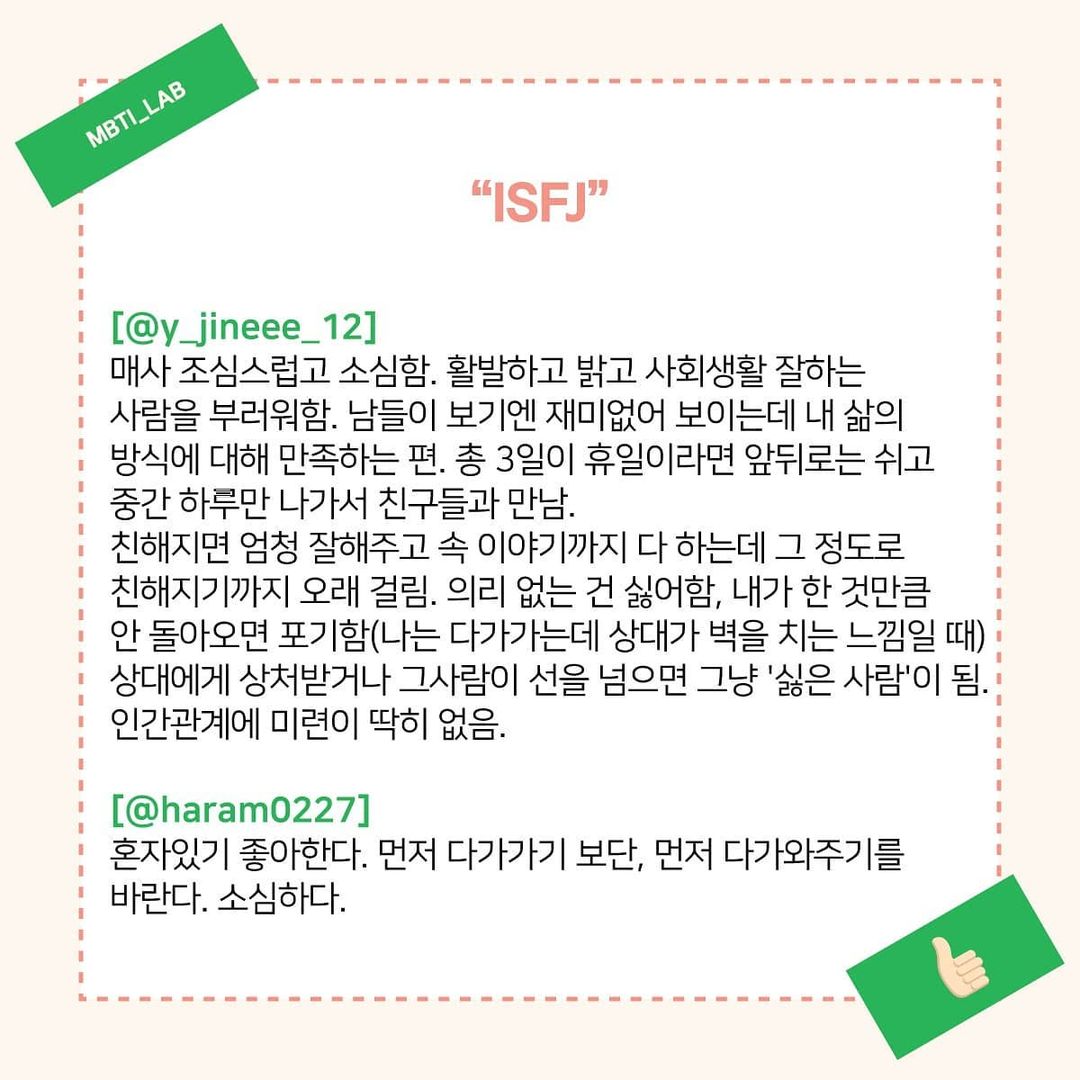 MBTI_LAB
“ISFJ”
[@y_jineee_12]
매사 조심스럽고 소심함. 활발하고 밝고 사회생활 잘하는
사람을 부러워함. 남들이 보기엔 재미없어 보이는데 내 삶의
방식에 대해 만족하는 편. 총 3일이 휴일이라면 앞뒤로는 쉬고
중간 하루만 나가서 친구들과 만남.
친해지면 엄청 잘해주고 속 이야기까지 다 하는데 그 정도로
친해지기까지 오래 걸림. 의리 없는 건 싫어함, 내가 한 것만큼
안 돌아오면 포기함(나는 다가가는데 상대가 벽을 치는 느낌일 때)
상대에게 상처받거나 그사람이 선을 넘으면 그냥 '싫은 사람'이 됨.
인간관계에 미련이 딱히 없음.
[@haram0227]
혼자있기 좋아한다. 먼저 다가가기 보단, 먼저 다가와주기를
바란다. 소심하다.